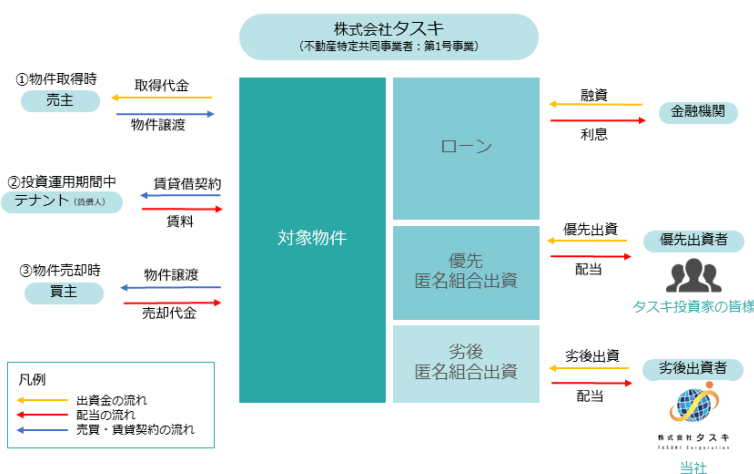 株式会社タスキ
（不動産特定共同事業者：第1号事業）
①物件取得時
売主
取得代金
物件譲渡
②投資運用期間中
テナント（賃借人）
賃貸借契約
賃料
③物件売却時
買主
物件譲渡
売却代金
対象物件
ローン
優先
匿名組合出資
劣後
匿名組合出資
融資
利息
金融機関
優先出資
配当
優先出資者
タスキ投資家の皆様
劣後出資
配当
劣後出資者
株式会社タスキ
TASUKI Corporation
当社
凡例
出資金の流れ
配当の流れ
売買・賃貸契約の流れ